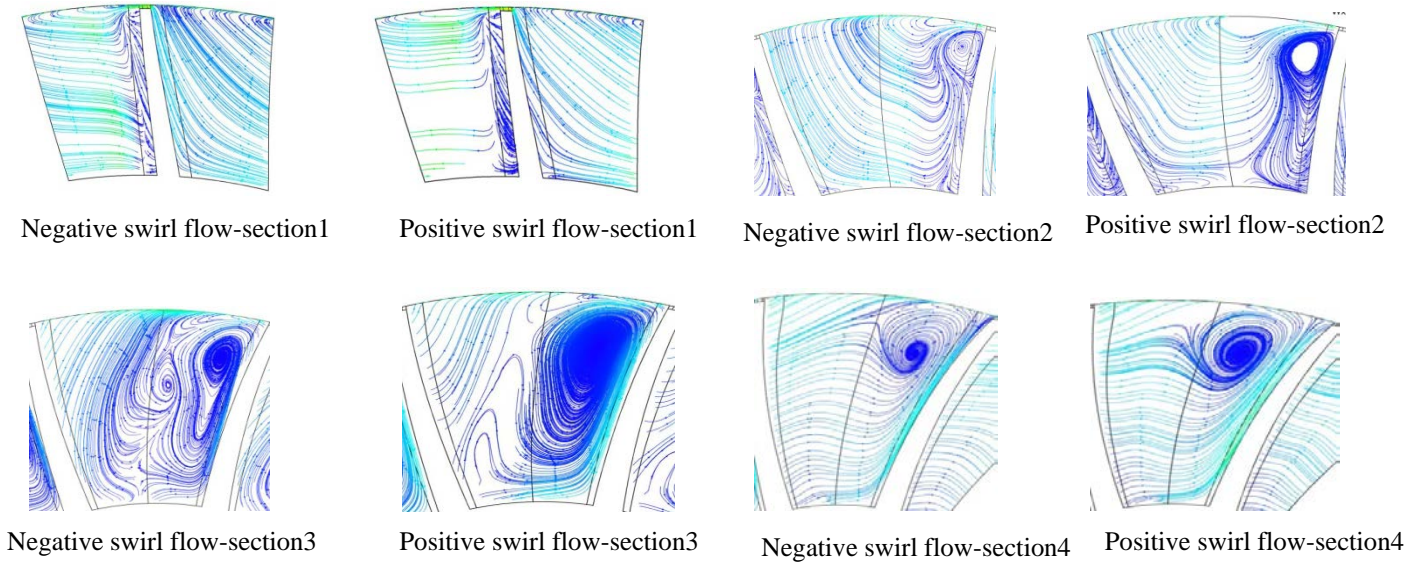 Negative swirl flow-section1
Positive swirl flow-section1
Negative swirl flow-section2
Positive swirl flow-section2
Negative swirl flow-section3
Positive swirl flow-section3
Negative swirl flow-section4
Positive swirl flow-section4